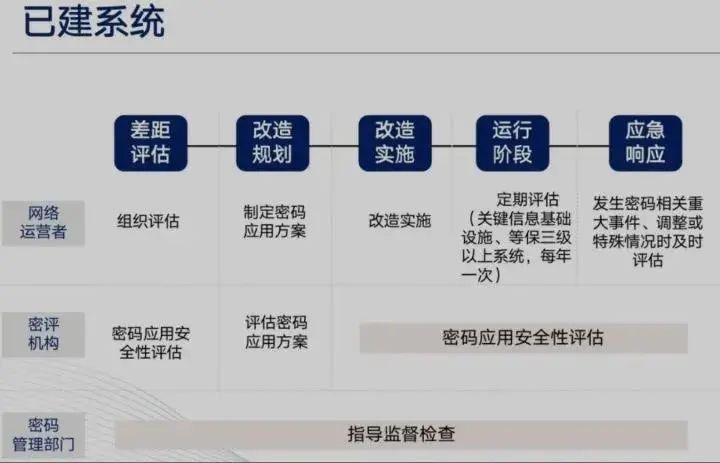 已建系统
差距
评估
改造
规划
改造
实施
运行
阶段
应急
响应
网络
运营者
组织评估
制定密码
应用方案
改造实施
定期评估
（关键信息基础
设施、等保三级
以上系统，每年
一次）
发生密码相关重
大事件、调整或
特殊情况时及时
评估
密评
机构
密码应用安
全性评估
评估密码
应用方案
密码应用安全性评估
密码
管理部门
指导监督检查